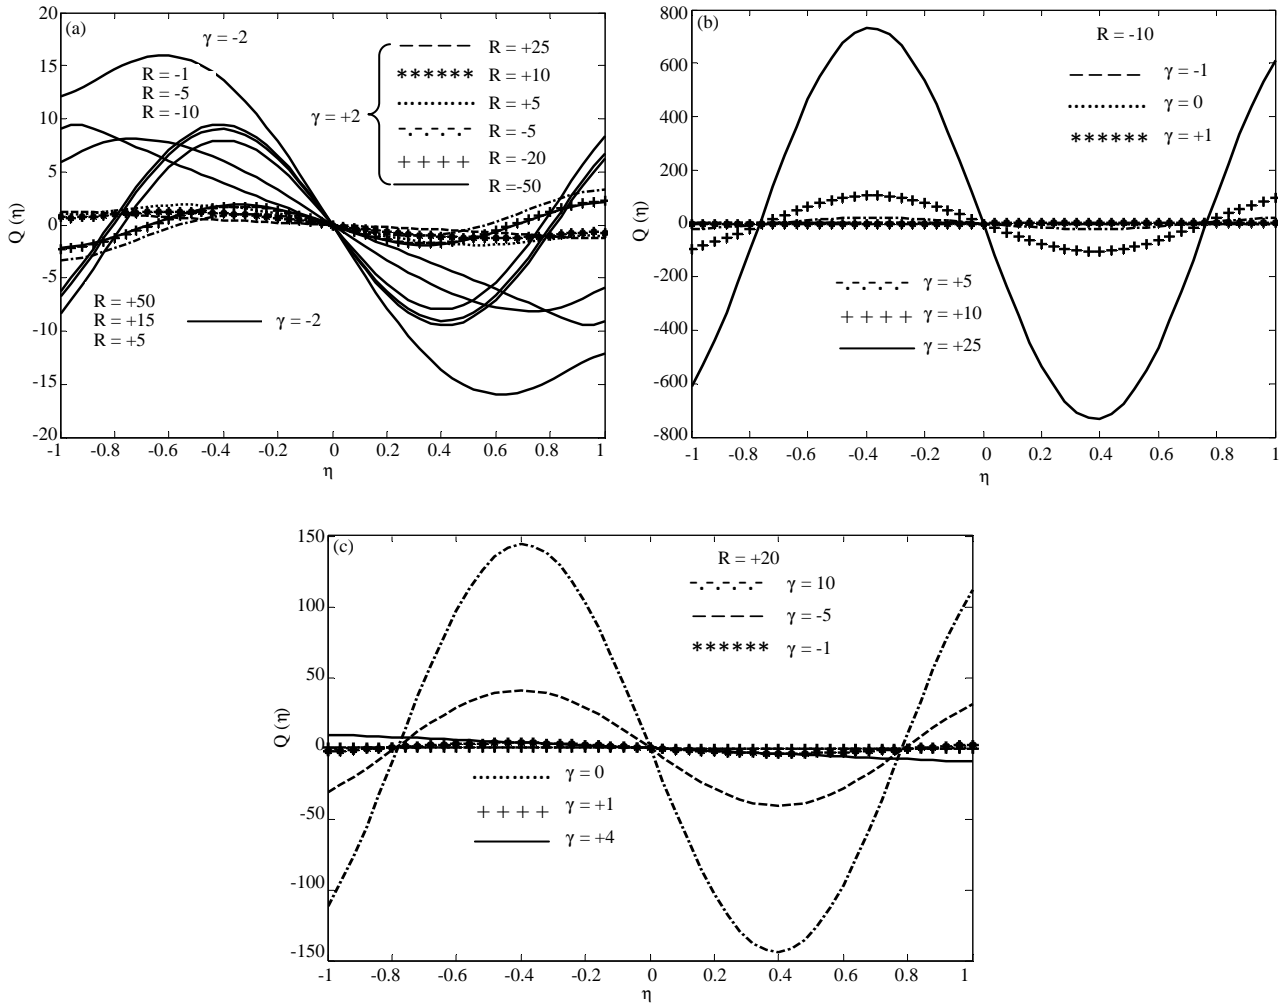 (a)
γ = -2
R = -1
R = -5
R = -10
γ = +2
R = +25
****** R = +10
R = +5
R = -5
+ + + + R = -20
R = -50
R = +50
R = +15
R = +5
γ = -2
Q (η)
20
15
10
5
0
-5
-10
-15
-20
-1 -0.8 -0.6 -0.4 -0.2 0 0.2 0.4 0.6 0.8 1
η
(b)
R = -10
γ = -1
γ = 0
****** γ = +1
γ = +5
+ + + + γ = +10
γ = +25
Q (η)
800
600
400
200
0
-200
-400
-600
-800
-1 -0.8 -0.6 -0.4 -0.2 0 0.2 0.4 0.6 0.8 1
η
(c)
R = +20
γ = 10
γ = -5
****** γ = -1
γ = 0
+ + + + γ = +1
γ = +4
Q (η)
150
100
50
0
-50
-100
-150
-1 -0.8 -0.6 -0.4 -0.2 0 0.2 0.4 0.6 0.8 1
η